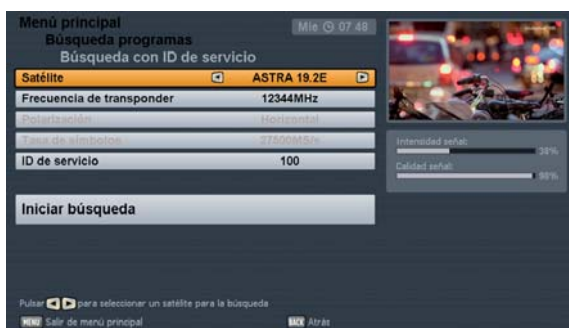 Menú principal
Mie 07 48
Búsqueda programas
Búsqueda con ID de servicio
Satélite ASTRA 19.2E
Frecuencia de transponder 12344MHz
Polarización Horizontal
Tasa de símbolos 27500MS/s
ID de servicio 100
Iniciar búsqueda
Intensidad señal:
38%
Calidad señal:
98%
Pulsar para seleccionar un satélite para la búsqueda
MENU Salir de menú principal BACK Atrás